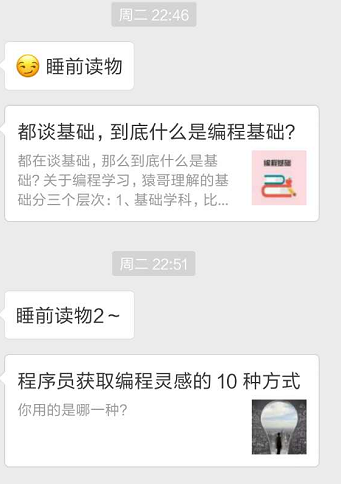 周二 22:46
😏 睡前读物
都谈基础，到底什么是编程基础？
都在谈基础，那么到底什么是基
础？关于编程学习，猿哥理解的基
础分三个层次：1、基础学科，比...
编程基础
周二 22:51
睡前读物2～
程序员获取编程灵感的 10 种方式
你用的是哪一种？